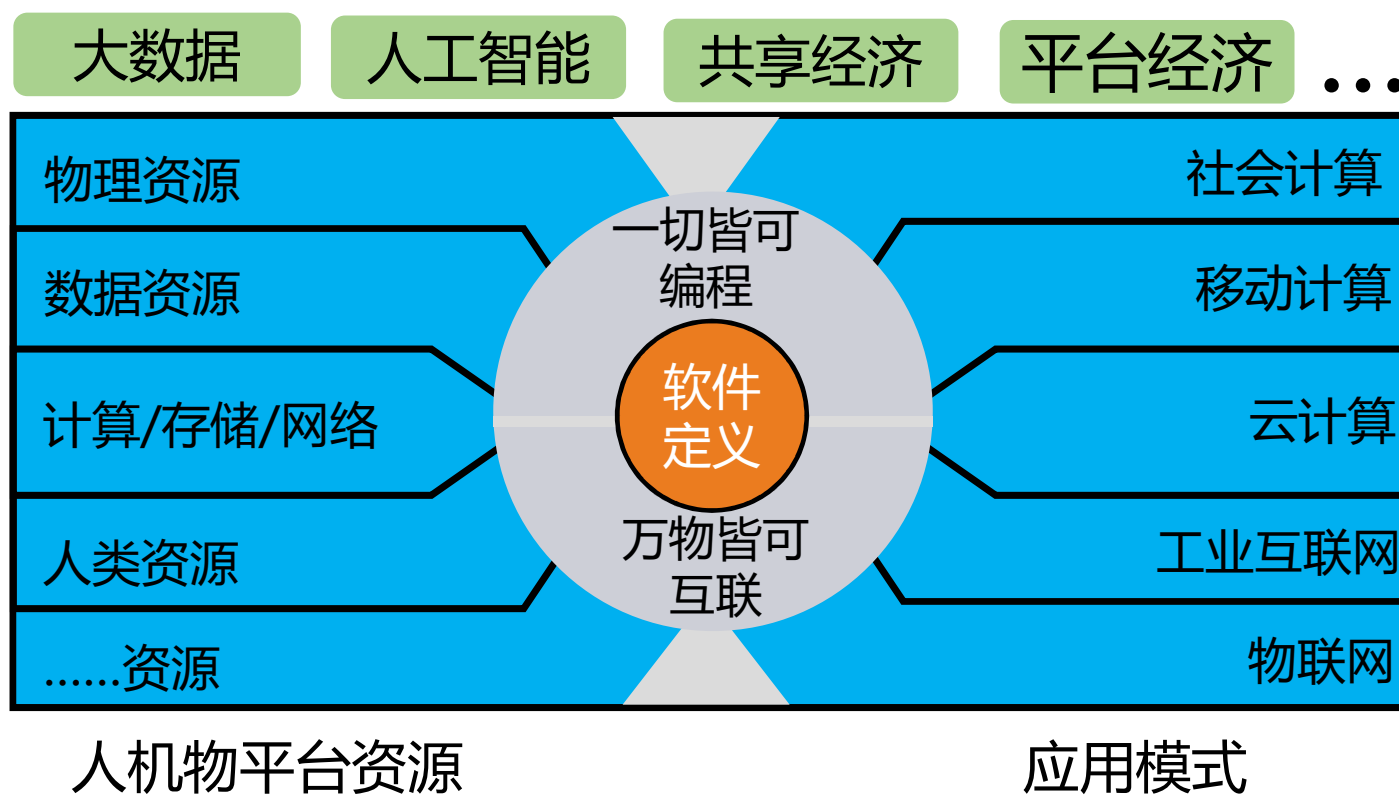 大数据
人工智能
共享经济
平台经济
...
物理资源
数据资源
计算/存储/网络
人类资源
......资源
一切皆可
编程
软件
定义
万物皆可
互联
社会计算
移动计算
云计算
工业互联网
物联网
人机物平台资源
应用模式